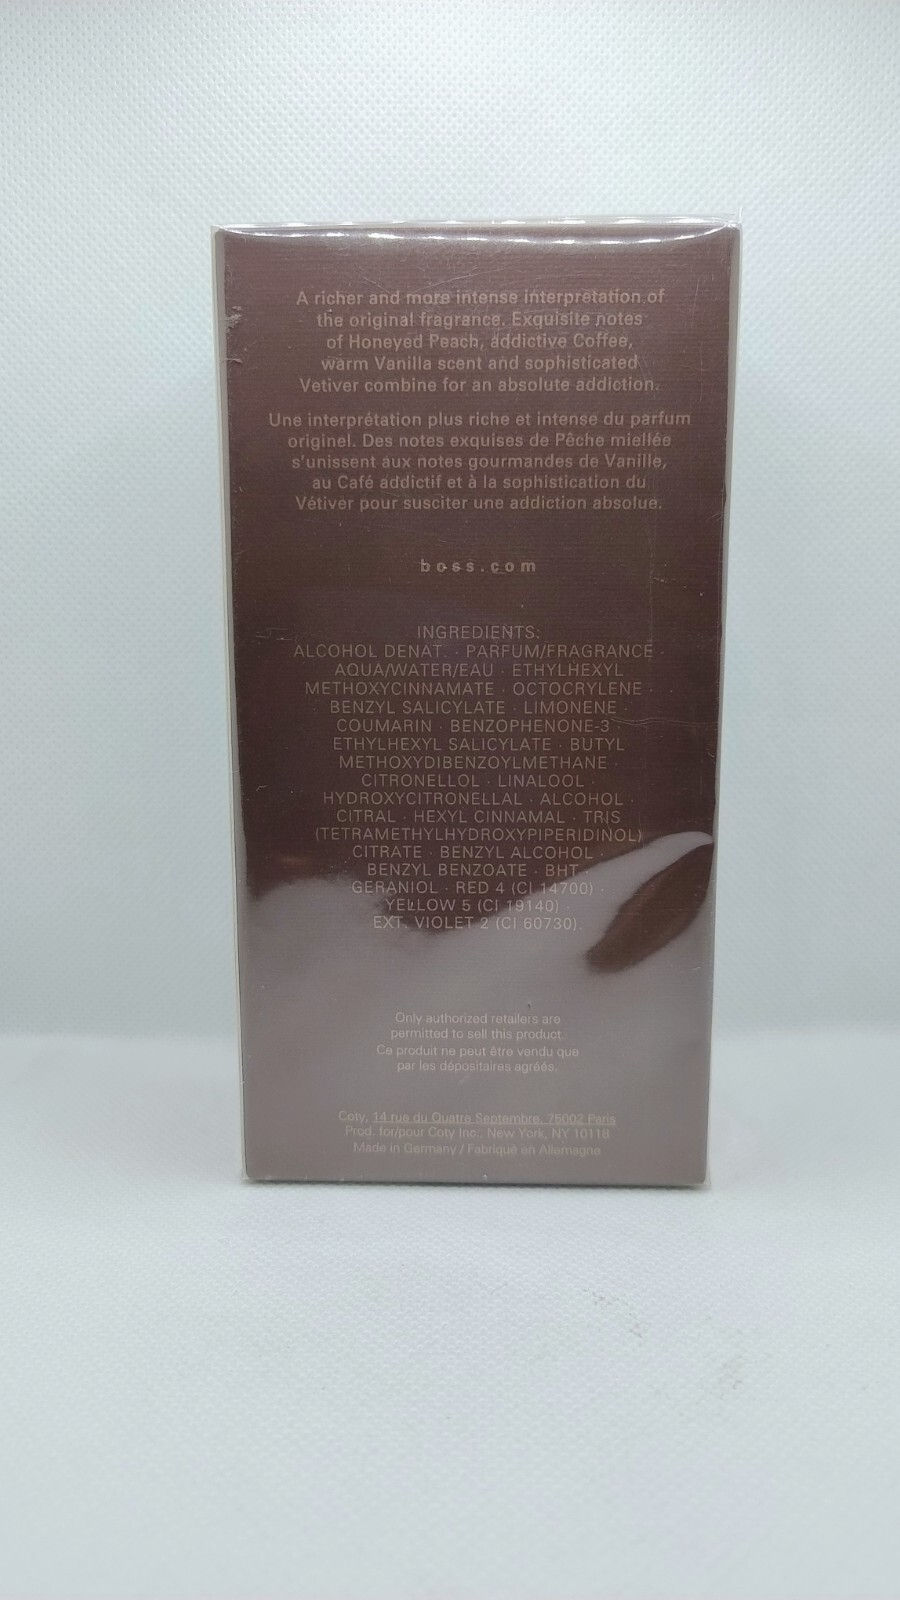 A richer and more intense interpretation of
the original fragrance. Exquisite notes
of Honeyed Peach, addictive Coffee,
warm Vanilla scent and sophisticated
Vetiver combine for an absolute addiction.
Une interprétation plus riche et intense du parfum
originel. Des notes exquises de Pêche miellée
s'unissent aux notes gourmandes de Vanille,
au Café addictif et à la sophistication du
Vétiver pour susciter une addiction absolue.
boss.com
INGREDIENTS:
ALCOHOL DENAT. · PARFUM/FRAGRANCE ·
AQUA/WATER/EAU · ETHYLHEXYL
METHOXYCINNAMATE · OCTOCRYLENE ·
BENZYL SALICYLATE · LIMONENE ·
COUMARIN · BENZOPHENONE-3 ·
ETHYLHEXYL SALICYLATE · BUTYL
METHOXYDIBENZOYLMETHANE ·
CITRONELLOL · LINALOOL ·
HYDROXYCITRONELLAL · ALCOHOL ·
CITRAL · HEXYL CINNAMAL · TRIS
(TETRAMETHYLHYDROXYPIPERIDINOL)
CITRATE · BENZYL ALCOHOL ·
BENZYL BENZOATE · BHT ·
GERANIOL · RED 4 (CI 14700) ·
YELLOW 5 (CI 19140) ·
EXT. VIOLET 2 (CI 60730).
Only authorized retailers are
permitted to sell this product.
Ce produit ne peut être vendu que
par les dépositaires agréés.
Coty, 14 rue du Quatre Septembre, 75002 Paris
Prod. for/pour Coty Inc., New York, NY 10118
Made in Germany / Fabriqué en Allemagne